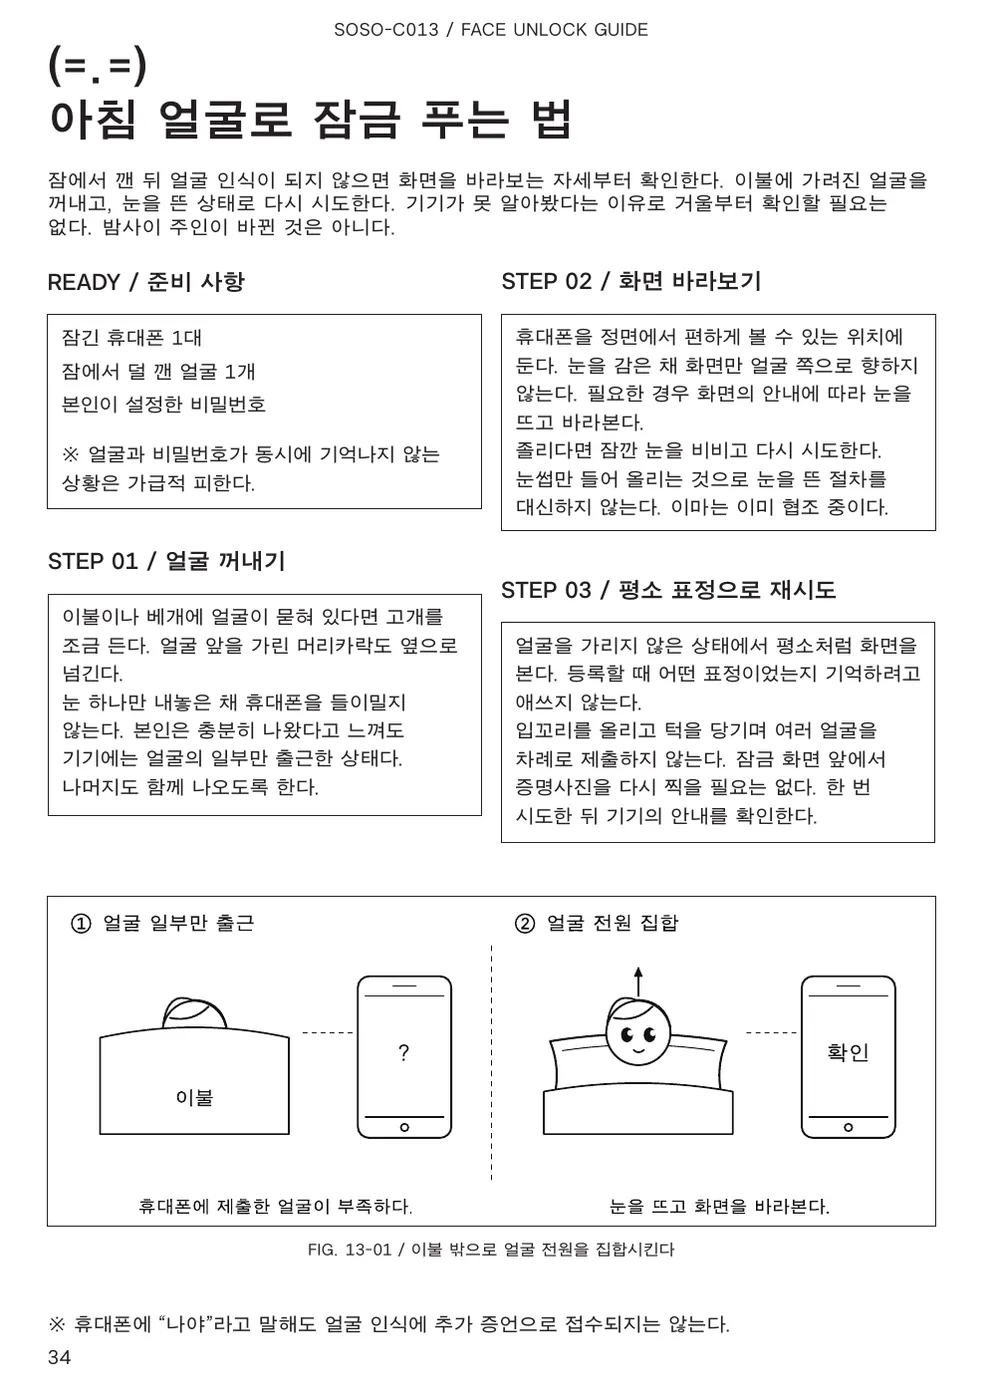 SOSO-C013 / FACE UNLOCK GUIDE
(=.=)
아침 얼굴로 잠금 푸는 법
잠에서 깬 뒤 얼굴 인식이 되지 않으면 화면을 바라보는 자세부터 확인한다. 이불에 가려진 얼굴을
꺼내고, 눈을 뜬 상태로 다시 시도한다. 기기가 못 알아봤다는 이유로 거울부터 확인할 필요는
없다. 밤사이 주인이 바뀐 것은 아니다.
READY / 준비 사항
잠긴 휴대폰 1대
잠에서 덜 깬 얼굴 1개
본인이 설정한 비밀번호
※ 얼굴과 비밀번호가 동시에 기억나지 않는
상황은 가급적 피한다.
STEP 01 / 얼굴 꺼내기
이불이나 베개에 얼굴이 묻혀 있다면 고개를
조금 든다. 얼굴 앞을 가린 머리카락도 옆으로
넘긴다.
눈 하나만 내놓은 채 휴대폰을 들이밀지
않는다. 본인은 충분히 나왔다고 느껴도
기기에는 얼굴의 일부만 출근한 상태다.
나머지도 함께 나오도록 한다.
STEP 02 / 화면 바라보기
휴대폰을 정면에서 편하게 볼 수 있는 위치에
둔다. 눈을 감은 채 화면만 얼굴 쪽으로 향하지
않는다. 필요한 경우 화면의 안내에 따라 눈을
뜨고 바라본다.
졸리다면 잠깐 눈을 비비고 다시 시도한다.
눈썹만 들어 올리는 것으로 눈을 뜬 절차를
대신하지 않는다. 이마는 이미 협조 중이다.
STEP 03 / 평소 표정으로 재시도
얼굴을 가리지 않은 상태에서 평소처럼 화면을
본다. 등록할 때 어떤 표정이었는지 기억하려고
애쓰지 않는다.
입꼬리를 올리고 턱을 당기며 여러 얼굴을
차례로 제출하지 않는다. 잠금 화면 앞에서
증명사진을 다시 찍을 필요는 없다. 한 번
시도한 뒤 기기의 안내를 확인한다.
① 얼굴 일부만 출근
이불
?
휴대폰에 제출한 얼굴이 부족하다.
② 얼굴 전원 집합
확인
눈을 뜨고 화면을 바라본다.
FIG. 13-01 / 이불 밖으로 얼굴 전원을 집합시킨다
※ 휴대폰에 “나야”라고 말해도 얼굴 인식에 추가 증언으로 접수되지는 않는다.
34